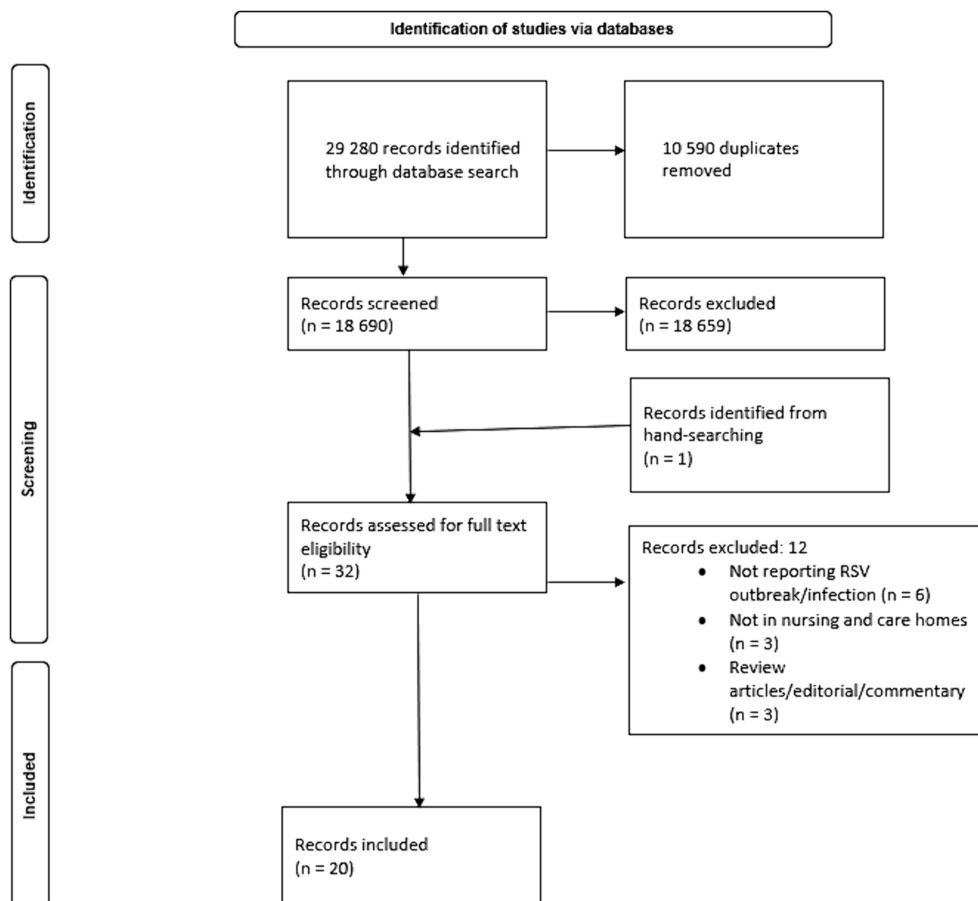 Identification of studies via databases
Identification
29 280 records identified
through database search
10 590 duplicates
removed
Screening
Records screened
(n = 18 690)
Records excluded
(n = 18 659)
Records identified from
hand-searching
(n = 1)
Records assessed for full text
eligibility
(n = 32)
Records excluded: 12
• Not reporting RSV
outbreak/infection (n = 6)
• Not in nursing and care homes
(n = 3)
• Review
articles/editorial/commentary
(n = 3)
Included
Records included
(n = 20)